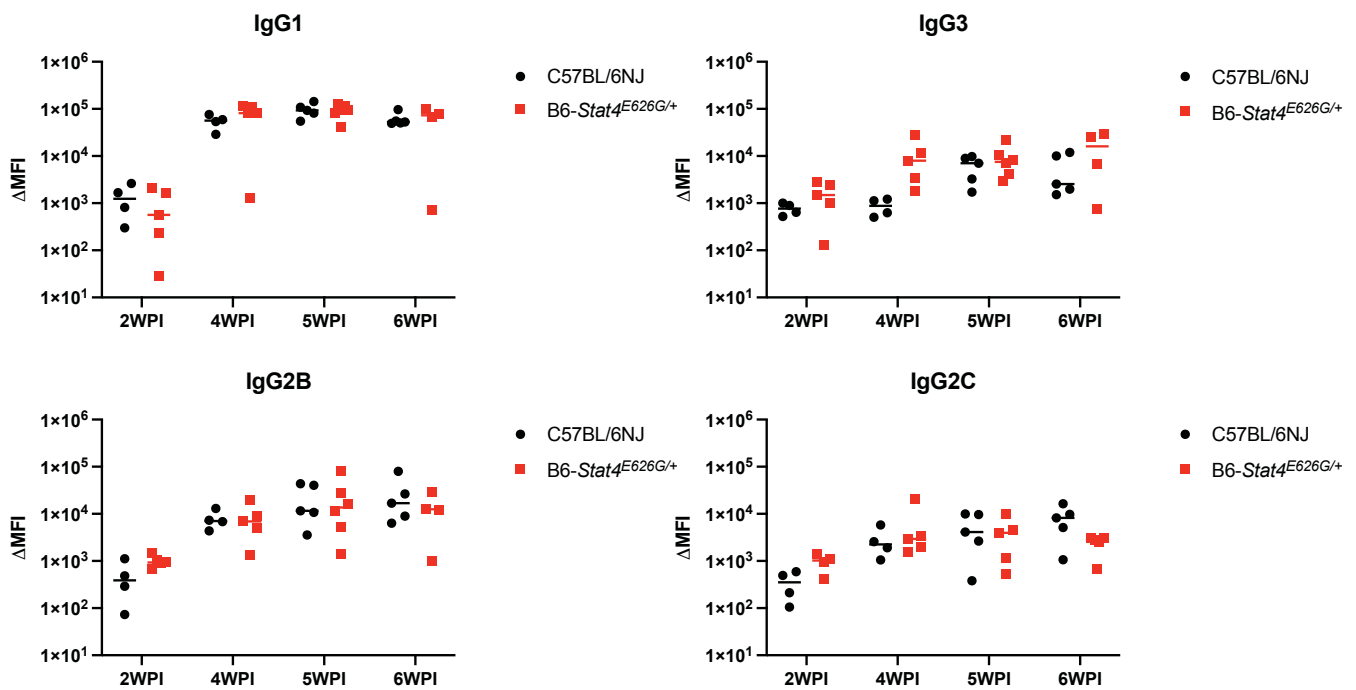 IgG1
1×10⁶
1×10⁵
1×10⁴
1×10³
1×10²
1×10¹
ΔMFI
2WPI 4WPI 5WPI 6WPI
C57BL/6NJ
B6-Stat4ᴱ⁶²⁶ᴳ/⁺
IgG3
1×10⁶
1×10⁵
1×10⁴
1×10³
1×10²
1×10¹
ΔMFI
2WPI 4WPI 5WPI 6WPI
C57BL/6NJ
B6-Stat4ᴱ⁶²⁶ᴳ/⁺
IgG2B
1×10⁶
1×10⁵
1×10⁴
1×10³
1×10²
1×10¹
ΔMFI
2WPI 4WPI 5WPI 6WPI
C57BL/6NJ
B6-Stat4ᴱ⁶²⁶ᴳ/⁺
IgG2C
1×10⁶
1×10⁵
1×10⁴
1×10³
1×10²
1×10¹
ΔMFI
2WPI 4WPI 5WPI 6WPI
C57BL/6NJ
B6-Stat4ᴱ⁶²⁶ᴳ/⁺